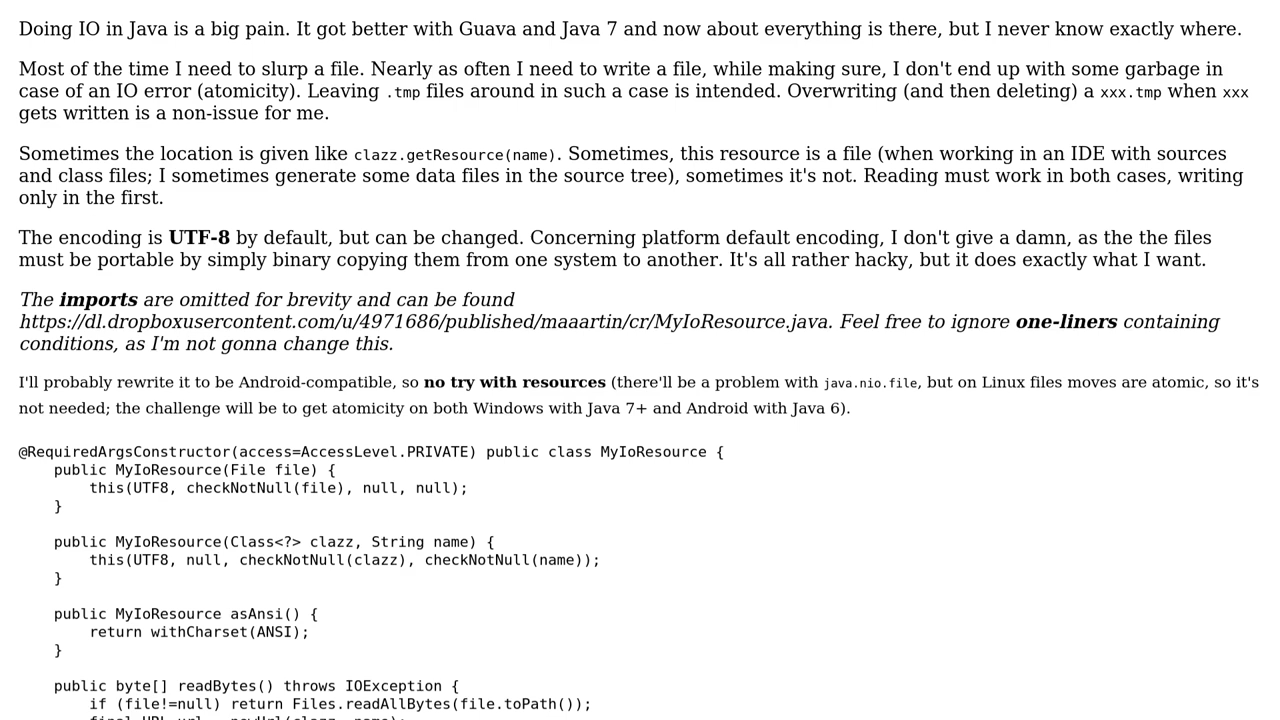 Doing IO in Java is a big pain. It got better with Guava and Java 7 and now about everything is there, but I never know exactly where.
Most of the time I need to slurp a file. Nearly as often I need to write a file, while making sure, I don't end up with some garbage in
case of an IO error (atomicity). Leaving .tmp files around in such a case is intended. Overwriting (and then deleting) a xxx.tmp when xxx
gets written is a non-issue for me.
Sometimes the location is given like clazz.getResource(name). Sometimes, this resource is a file (when working in an IDE with sources
and class files; I sometimes generate some data files in the source tree), sometimes it's not. Reading must work in both cases, writing
only in the first.
The encoding is UTF-8 by default, but can be changed. Concerning platform default encoding, I don't give a damn, as the the files
must be portable by simply binary copying them from one system to another. It's all rather hacky, but it does exactly what I want.
The imports are omitted for brevity and can be found
https://dl.dropboxusercontent.com/u/4971686/published/maaartin/cr/MyIoResource.java. Feel free to ignore one-liners containing
conditions, as I'm not gonna change this.
I'll probably rewrite it to be Android-compatible, so no try with resources (there'll be a problem with java.nio.file, but on Linux files moves are atomic, so it's
not needed; the challenge will be to get atomicity on both Windows with Java 7+ and Android with Java 6).
@RequiredArgsConstructor(access=AccessLevel.PRIVATE) public class MyIoResource {
    public MyIoResource(File file) {
        this(UTF8, checkNotNull(file), null, null);
    }
    public MyIoResource(Class<?> clazz, String name) {
        this(UTF8, null, checkNotNull(clazz), checkNotNull(name));
    }
    public MyIoResource asAnsi() {
        return withCharset(ANSI);
    }
    public byte[] readBytes() throws IOException {
        if (file!=null) return Files.readAllBytes(file.toPath());